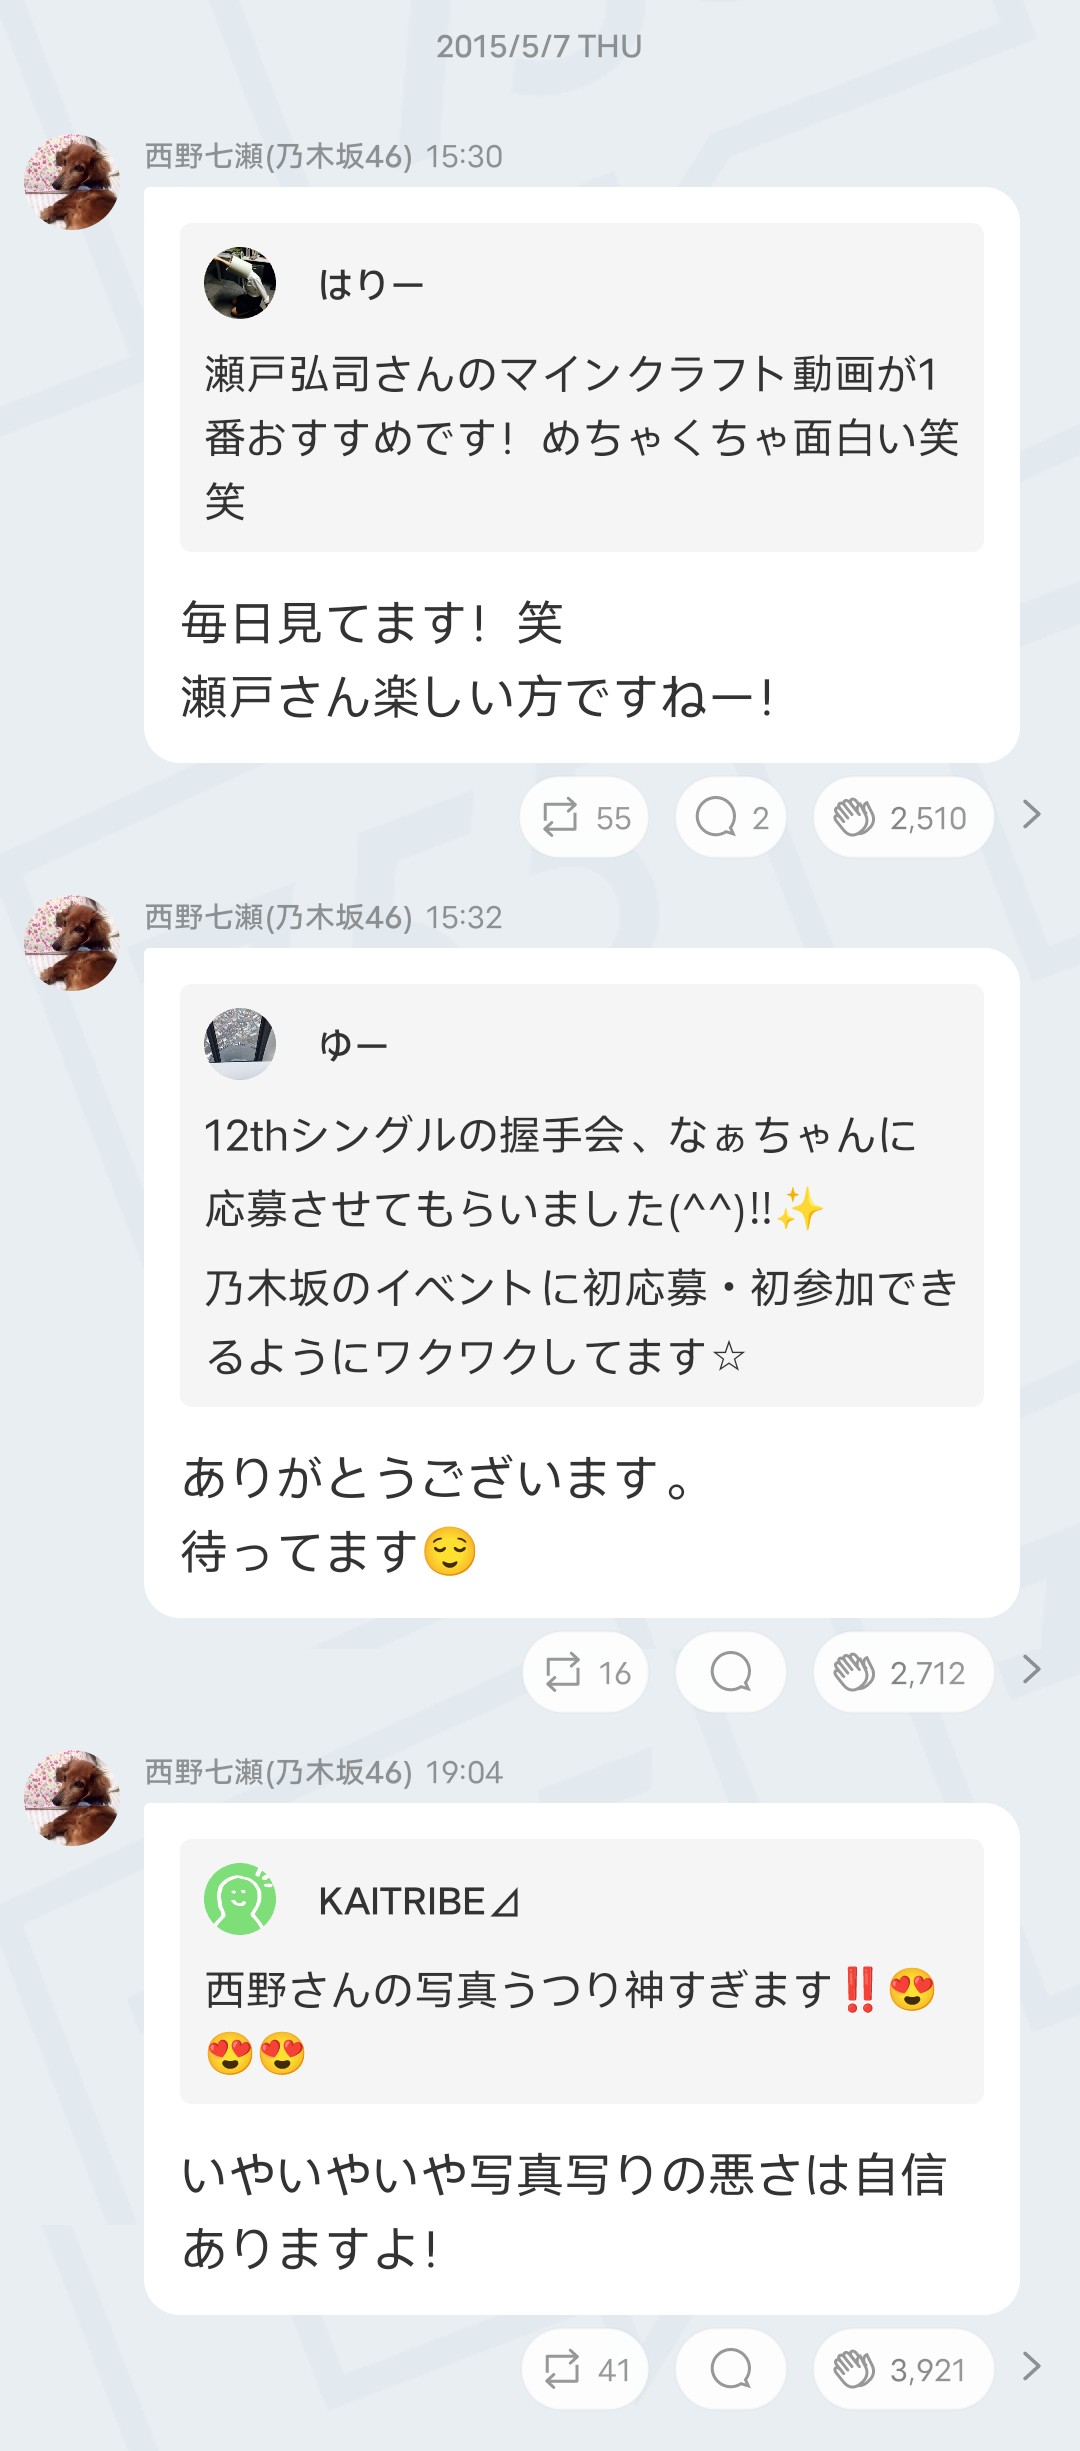 2015/5/7 THU
西野七瀬(乃木坂46) 15:30
はりー
瀬戸弘司さんのマインクラフト動画が1
番おすすめです！めちゃくちゃ面白い笑
笑
毎日見てます！笑
瀬戸さん楽しい方ですねー！
55 2 2,510
西野七瀬(乃木坂46) 15:32
ゆー
12thシングルの握手会、なぁちゃんに
応募させてもらいました(^^)‼✨
乃木坂のイベントに初応募・初参加でき
るようにワクワクしてます☆
ありがとうございます。
待ってます😌
16 2,712
西野七瀬(乃木坂46) 19:04
KAITRIBE⊿
西野さんの写真うつり神すぎます‼️😍
😍😍
いやいやいや写真写りの悪さは自信
ありますよ！
41 3,921